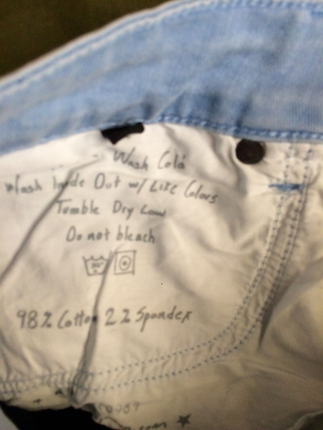 Wash Cold
Wash Inside Out w/ Like Colors
Tumble Dry Low
Do not bleach
98% Cotton 2% Spandex